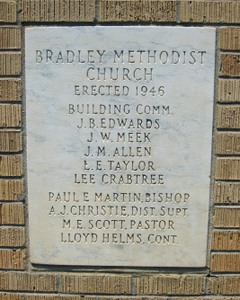 BRADLEY METHODIST
CHURCH
ERECTED 1946
BUILDING COMM.
J.B. EDWARDS
J.W. MEEK
J.M. ALLEN
L.E. TAYLOR
LEE CRABTREE
PAUL E. MARTIN, BISHOP
A.J. CHRISTIE, DIST. SUPT.
M.E. SCOTT, PASTOR
LLOYD HELMS, CONT.